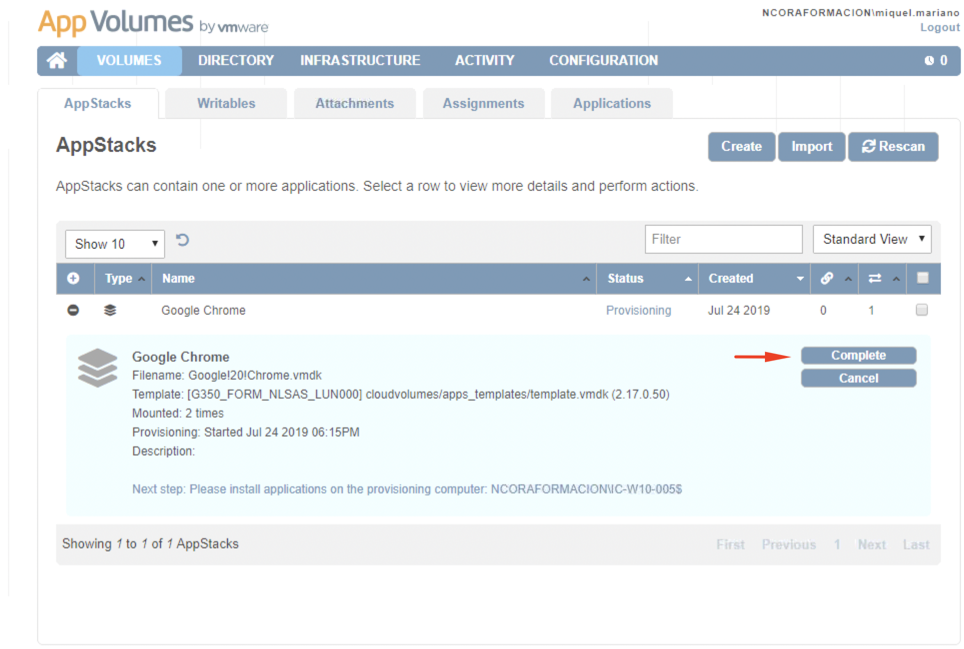 NCORAFORMACION\miquel.mariano
App Volumes by vmware
Logout
VOLUMES DIRECTORY INFRASTRUCTURE ACTIVITY CONFIGURATION 0
AppStacks Writables Attachments Assignments Applications
AppStacks Create Import Rescan
AppStacks can contain one or more applications. Select a row to view more details and perform actions.
Show 10 Filter Standard View
Type Name Status Created
Google Chrome Provisioning Jul 24 2019 0 1
Google Chrome Complete
Filename: Google!20!Chrome.vmdk Cancel
Template: [G350_FORM_NLSAS_LUN000] cloudvolumes/apps_templates/template.vmdk (2.17.0.50)
Mounted: 2 times
Provisioning: Started Jul 24 2019 06:15PM
Description:
Next step: Please install applications on the provisioning computer: NCORAFORMACION\IC-W10-005$
Showing 1 to 1 of 1 AppStacks First Previous 1 Next Last